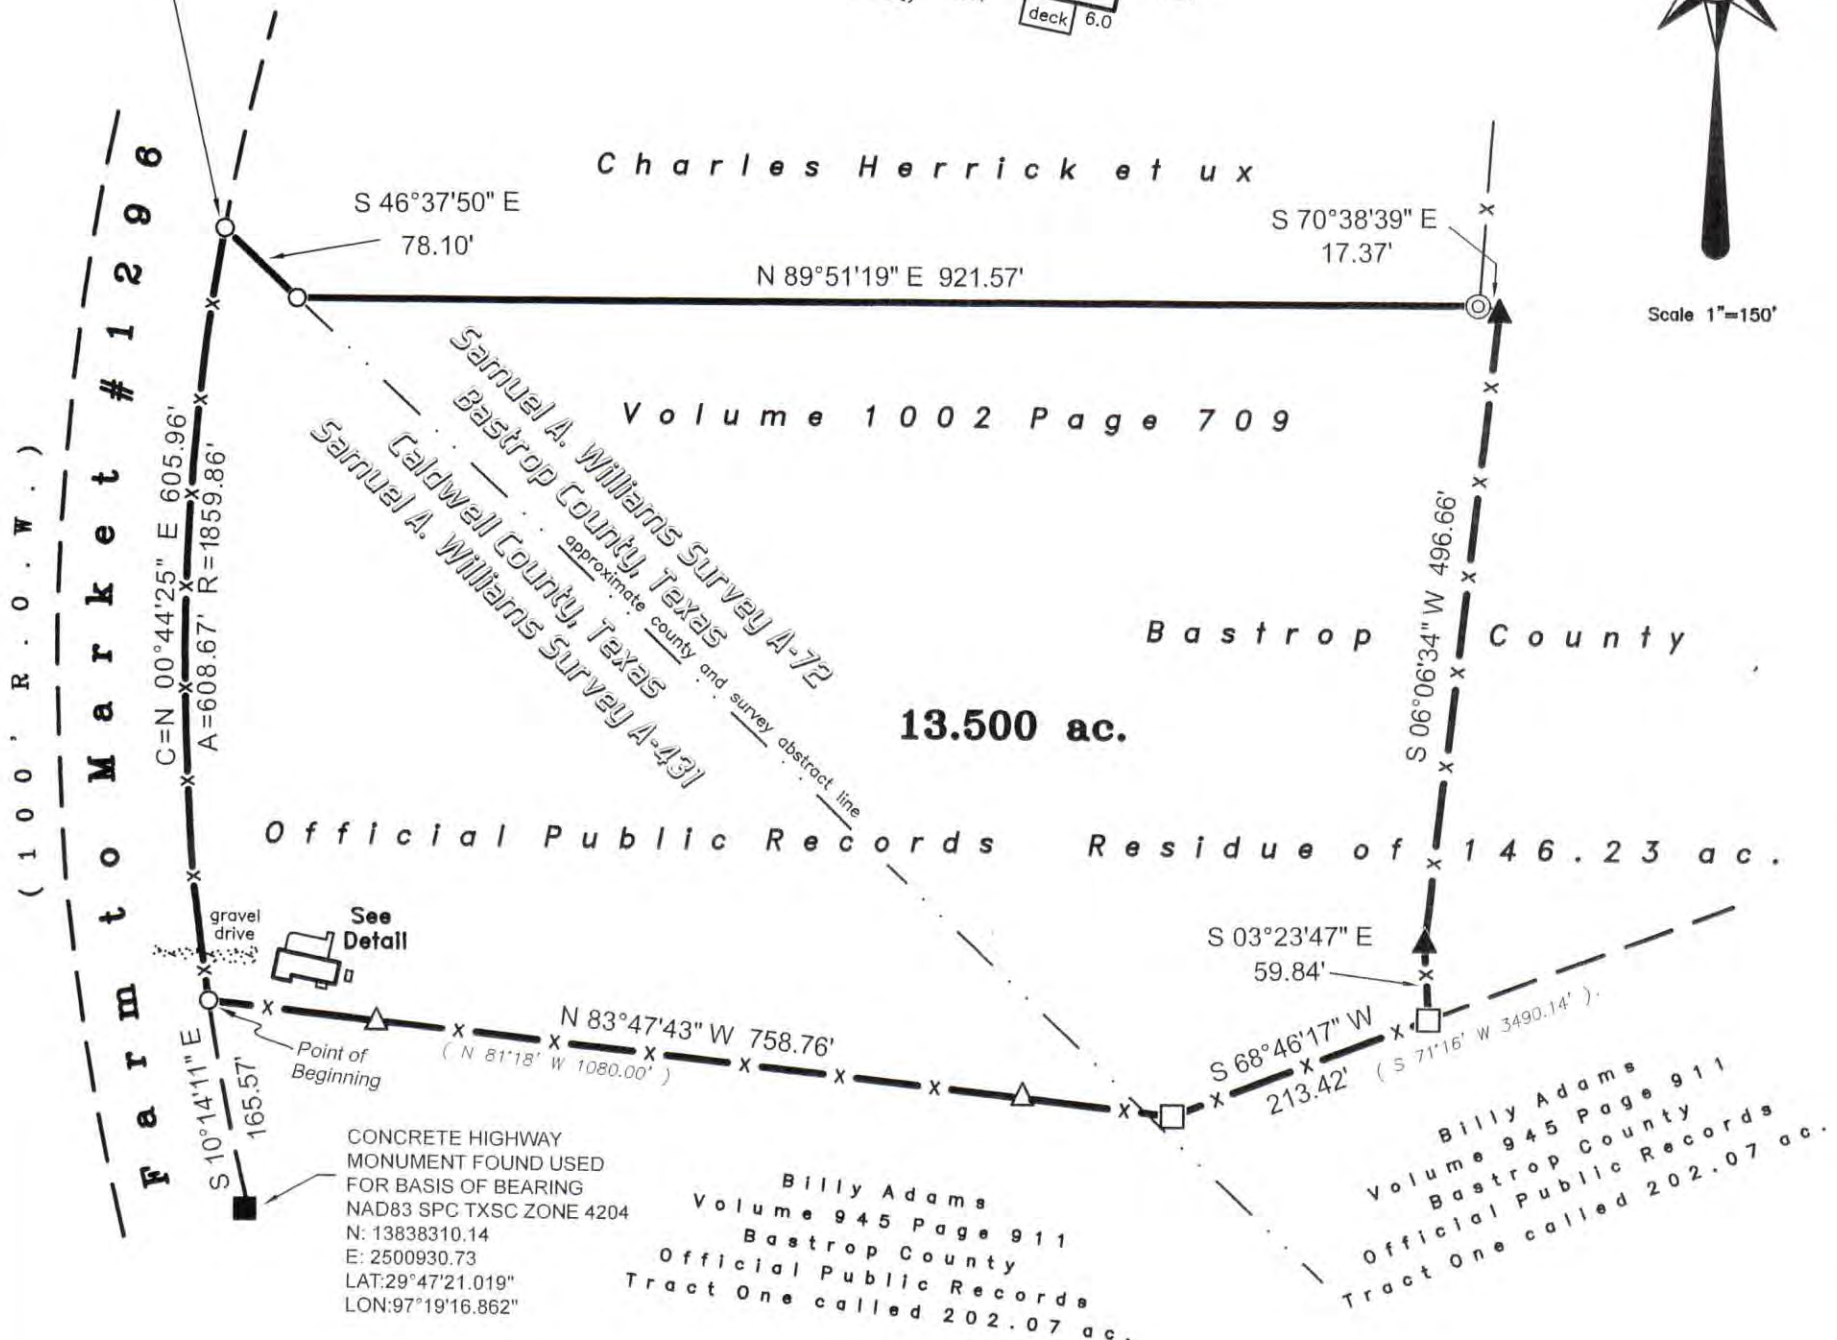 deck 6.0
Charles Herrick et ux
S 46°37'50" E
78.10'
S 70°38'39" E
17.37'
N 89°51'19" E 921.57'
Scale 1"=150'
Volume 1002 Page 709
Samuel A. Williams Survey A-72
Bastrop County, Texas
approximate county and survey abstract line
Caldwell County, Texas
Samuel A. Williams Survey A-431
(100' R.O.W.)
Farm to Market #1296
C=N 00°44'25" E 605.96'
A=608.67' R=1859.86'
S 06°06'34" W 496.66'
Bastrop County
13.500 ac.
Official Public Records Residue of 146.23 ac.
gravel
drive
See
Detail
S 03°23'47" E
59.84'
N 83°47'43" W 758.76'
( N 81°18' W 1080.00' )
S 68°46'17" W
213.42'
( S 71°16' W 3490.14' ).
Point of
Beginning
S 10°14'11" E
165.57'
CONCRETE HIGHWAY
MONUMENT FOUND USED
FOR BASIS OF BEARING
NAD83 SPC TXSC ZONE 4204
N: 13838310.14
E: 2500930.73
LAT:29°47'21.019"
LON:97°19'16.862"
Billy Adams
Volume 945 Page 911
Bastrop County
Official Public Records
Tract One called 202.07 ac.
Billy Adams
Volume 945 Page 911
Bastrop County
Official Public Records
Tract One called 202.07 ac.